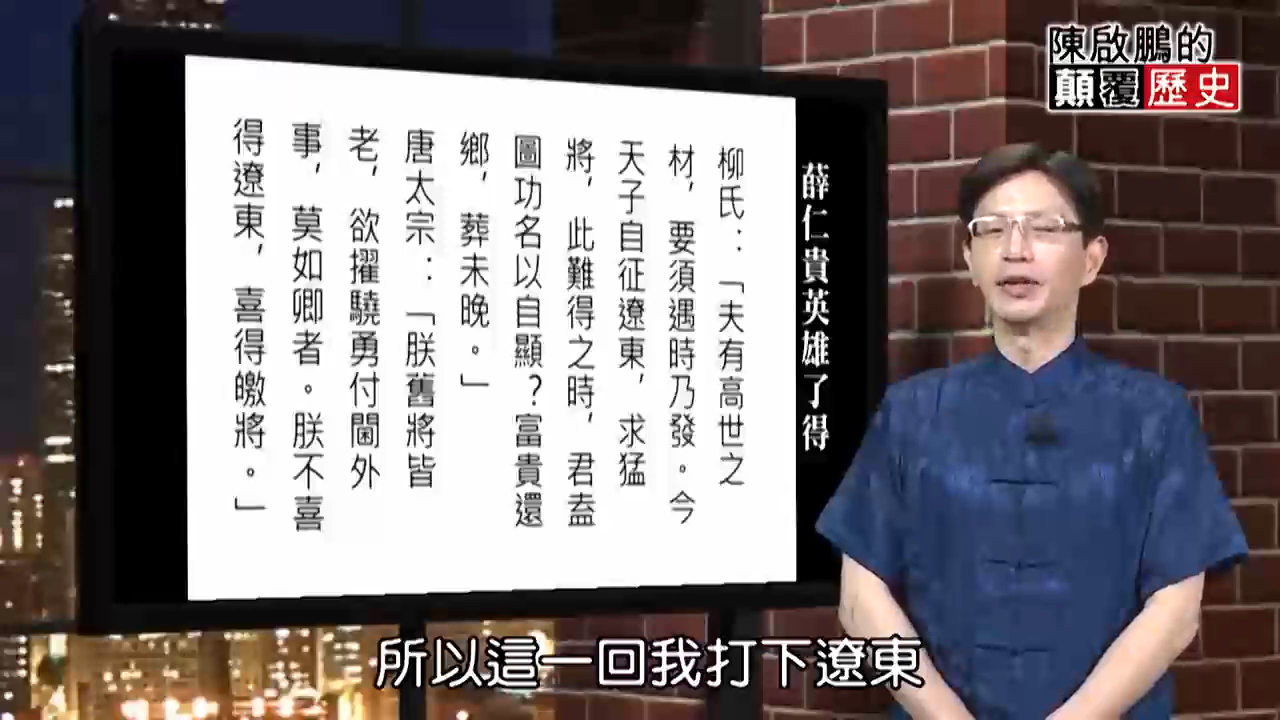 陳啟鵬的
顛覆歷史
薛仁貴英雄了得
柳氏：「夫有高世之
材，要須遇時乃發。今
天子自征遼東，求猛
將，此難得之時，君盍
圖功名以自顯？富貴還
鄉，葬未晚。」
唐太宗：「朕舊將皆
老，欲擢驍勇付閫外
事，莫如卿者。朕不喜
得遼東，喜得皦將。」
所以這一回我打下遼東